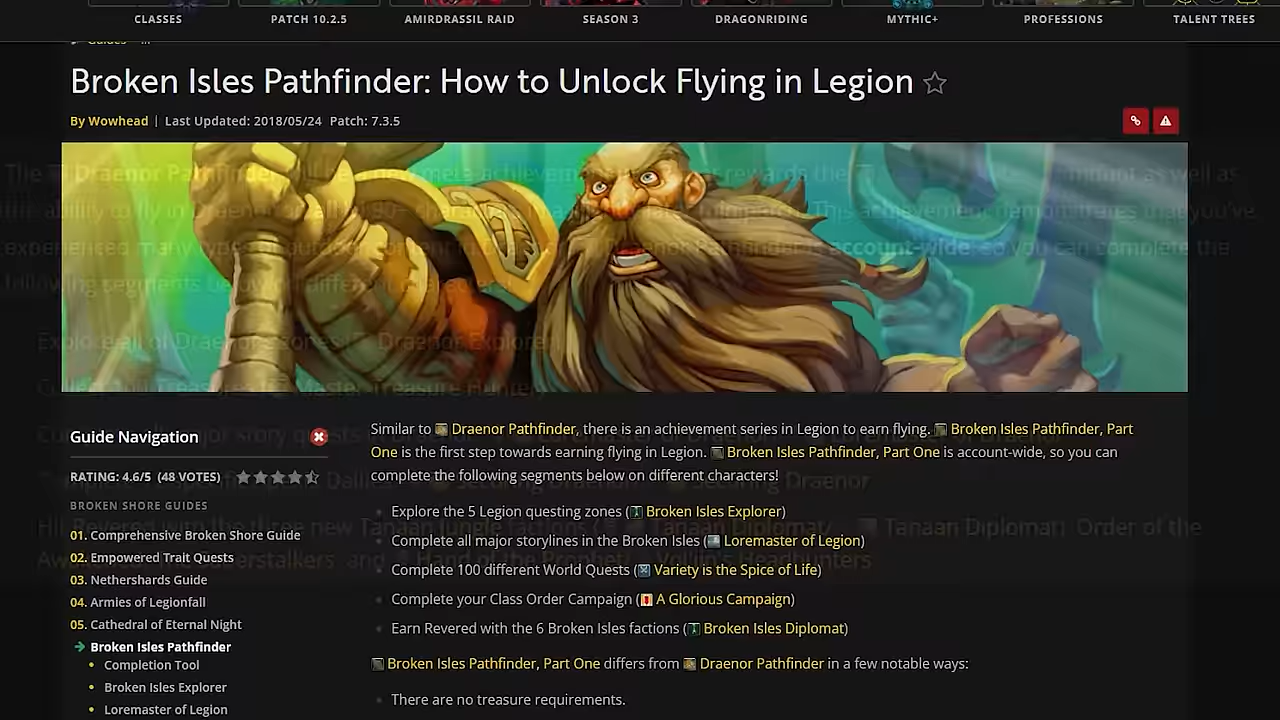 CLASSES PATCH 10.2.5 AMIRDRASSIL RAID SEASON 3 DRAGONRIDING MYTHIC+ PROFESSIONS TALENT TREES
Broken Isles Pathfinder: How to Unlock Flying in Legion
By Wowhead | Last Updated: 2018/05/24 Patch: 7.3.5
Guide Navigation
RATING: 4.6/5 (48 VOTES)
BROKEN SHORE GUIDES
01. Comprehensive Broken Shore Guide
02. Empowered Trait Quests
03. Nethershards Guide
04. Armies of Legionfall
05. Cathedral of Eternal Night
Broken Isles Pathfinder
• Completion Tool
• Broken Isles Explorer
• Loremaster of Legion
Similar to Draenor Pathfinder, there is an achievement series in Legion to earn flying. Broken Isles Pathfinder, Part
One is the first step towards earning flying in Legion. Broken Isles Pathfinder, Part One is account-wide, so you can
complete the following segments below on different characters!
• Explore the 5 Legion questing zones (Broken Isles Explorer)
• Complete all major storylines in the Broken Isles (Loremaster of Legion)
• Complete 100 different World Quests (Variety is the Spice of Life)
• Complete your Class Order Campaign (A Glorious Campaign)
• Earn Revered with the 6 Broken Isles factions (Broken Isles Diplomat)
Broken Isles Pathfinder, Part One differs from Draenor Pathfinder in a few notable ways:
• There are no treasure requirements.